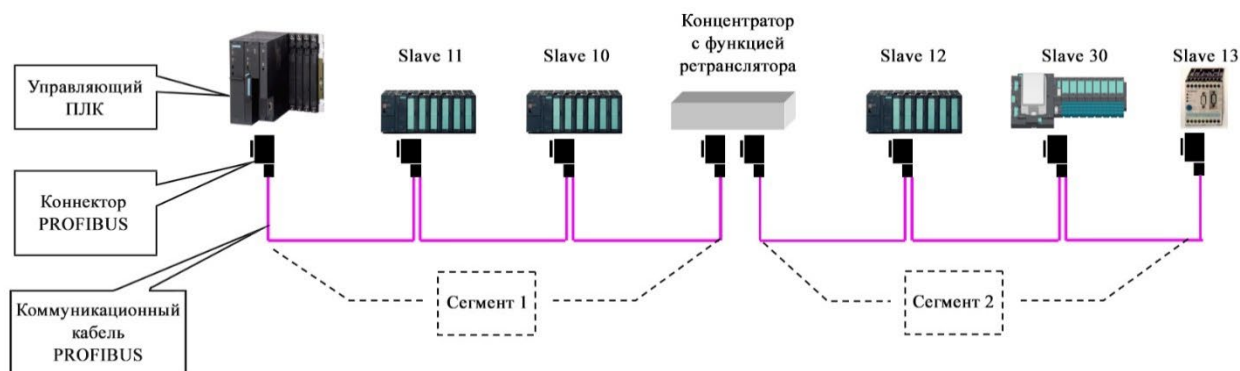 Управляющий
ПЛК
Коннектор
PROFIBUS
Коммуникационный
кабель
PROFIBUS
Slave 11
Slave 10
Концентратор
с функцией
ретранслятора
Slave 12
Slave 30
Slave 13
Сегмент 1
Сегмент 2